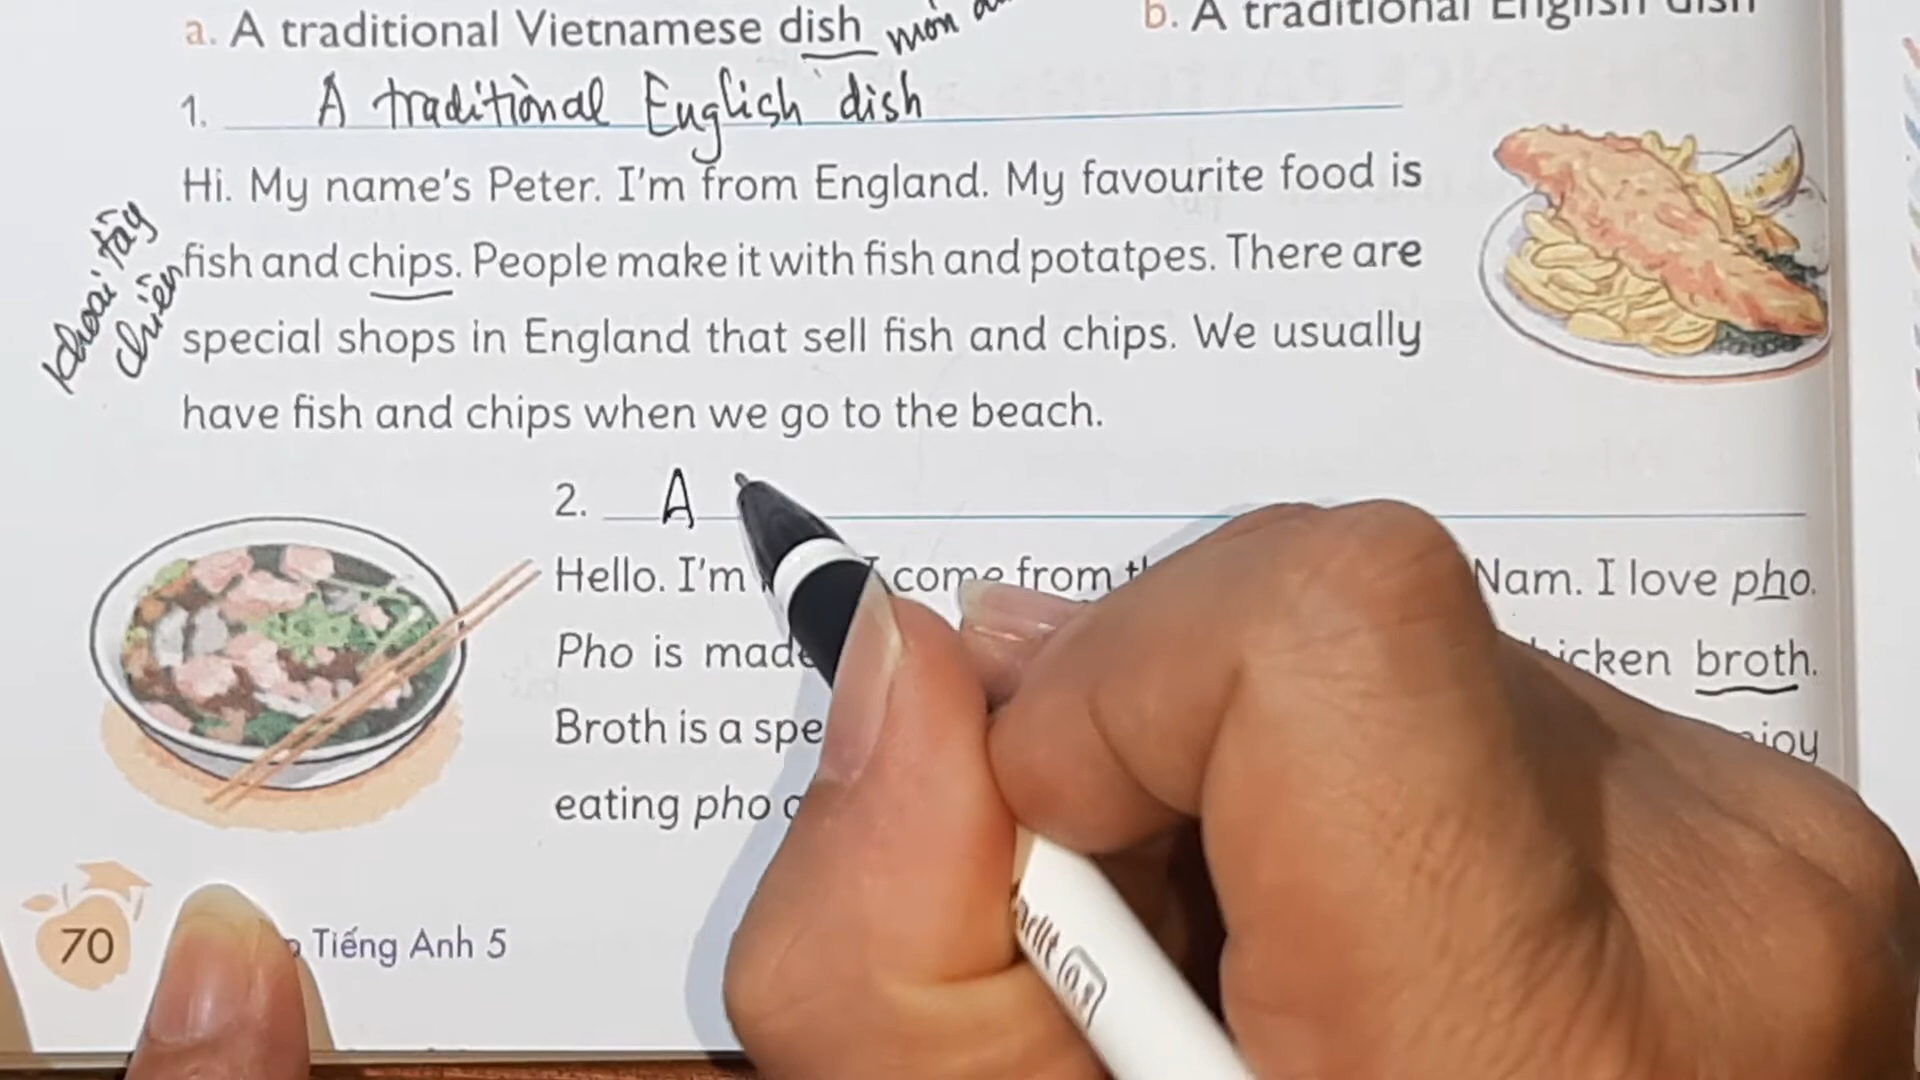 a. A traditional Vietnamese dish món b. A traditional English dish
1. A traditional English dish
Hi. My name's Peter. I'm from England. My favourite food is
khoai tây chiên
fish and chips. People make it with fish and potatpes. There are
special shops in England that sell fish and chips. We usually
have fish and chips when we go to the beach.
2. A
Hello. I'm I come from Nam. I love pho.
Pho is made broth.
Broth is a
eating pho
70 Tiếng Anh 5